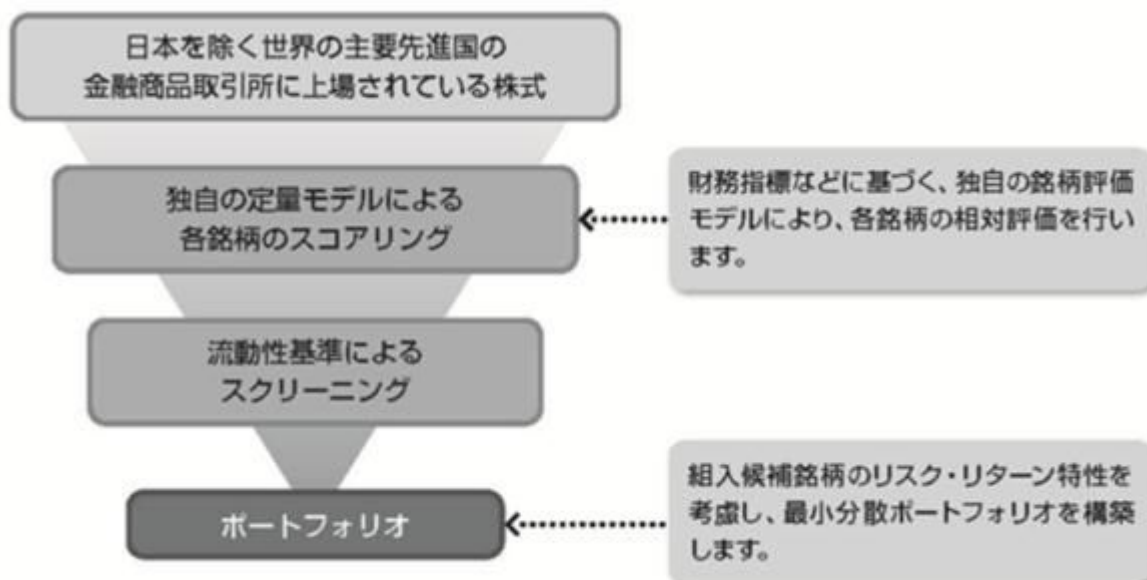 日本を除く世界の主要先進国の
金融商品取引所に上場されている株式
独自の定量モデルによる
各銘柄のスコアリング
財務指標などに基づく、独自の銘柄評価
モデルにより、各銘柄の相対評価を行い
ます。
流動性基準による
スクリーニング
ポートフォリオ
組入候補銘柄のリスク・リターン特性を
考慮し、最小分散ポートフォリオを構築
します。